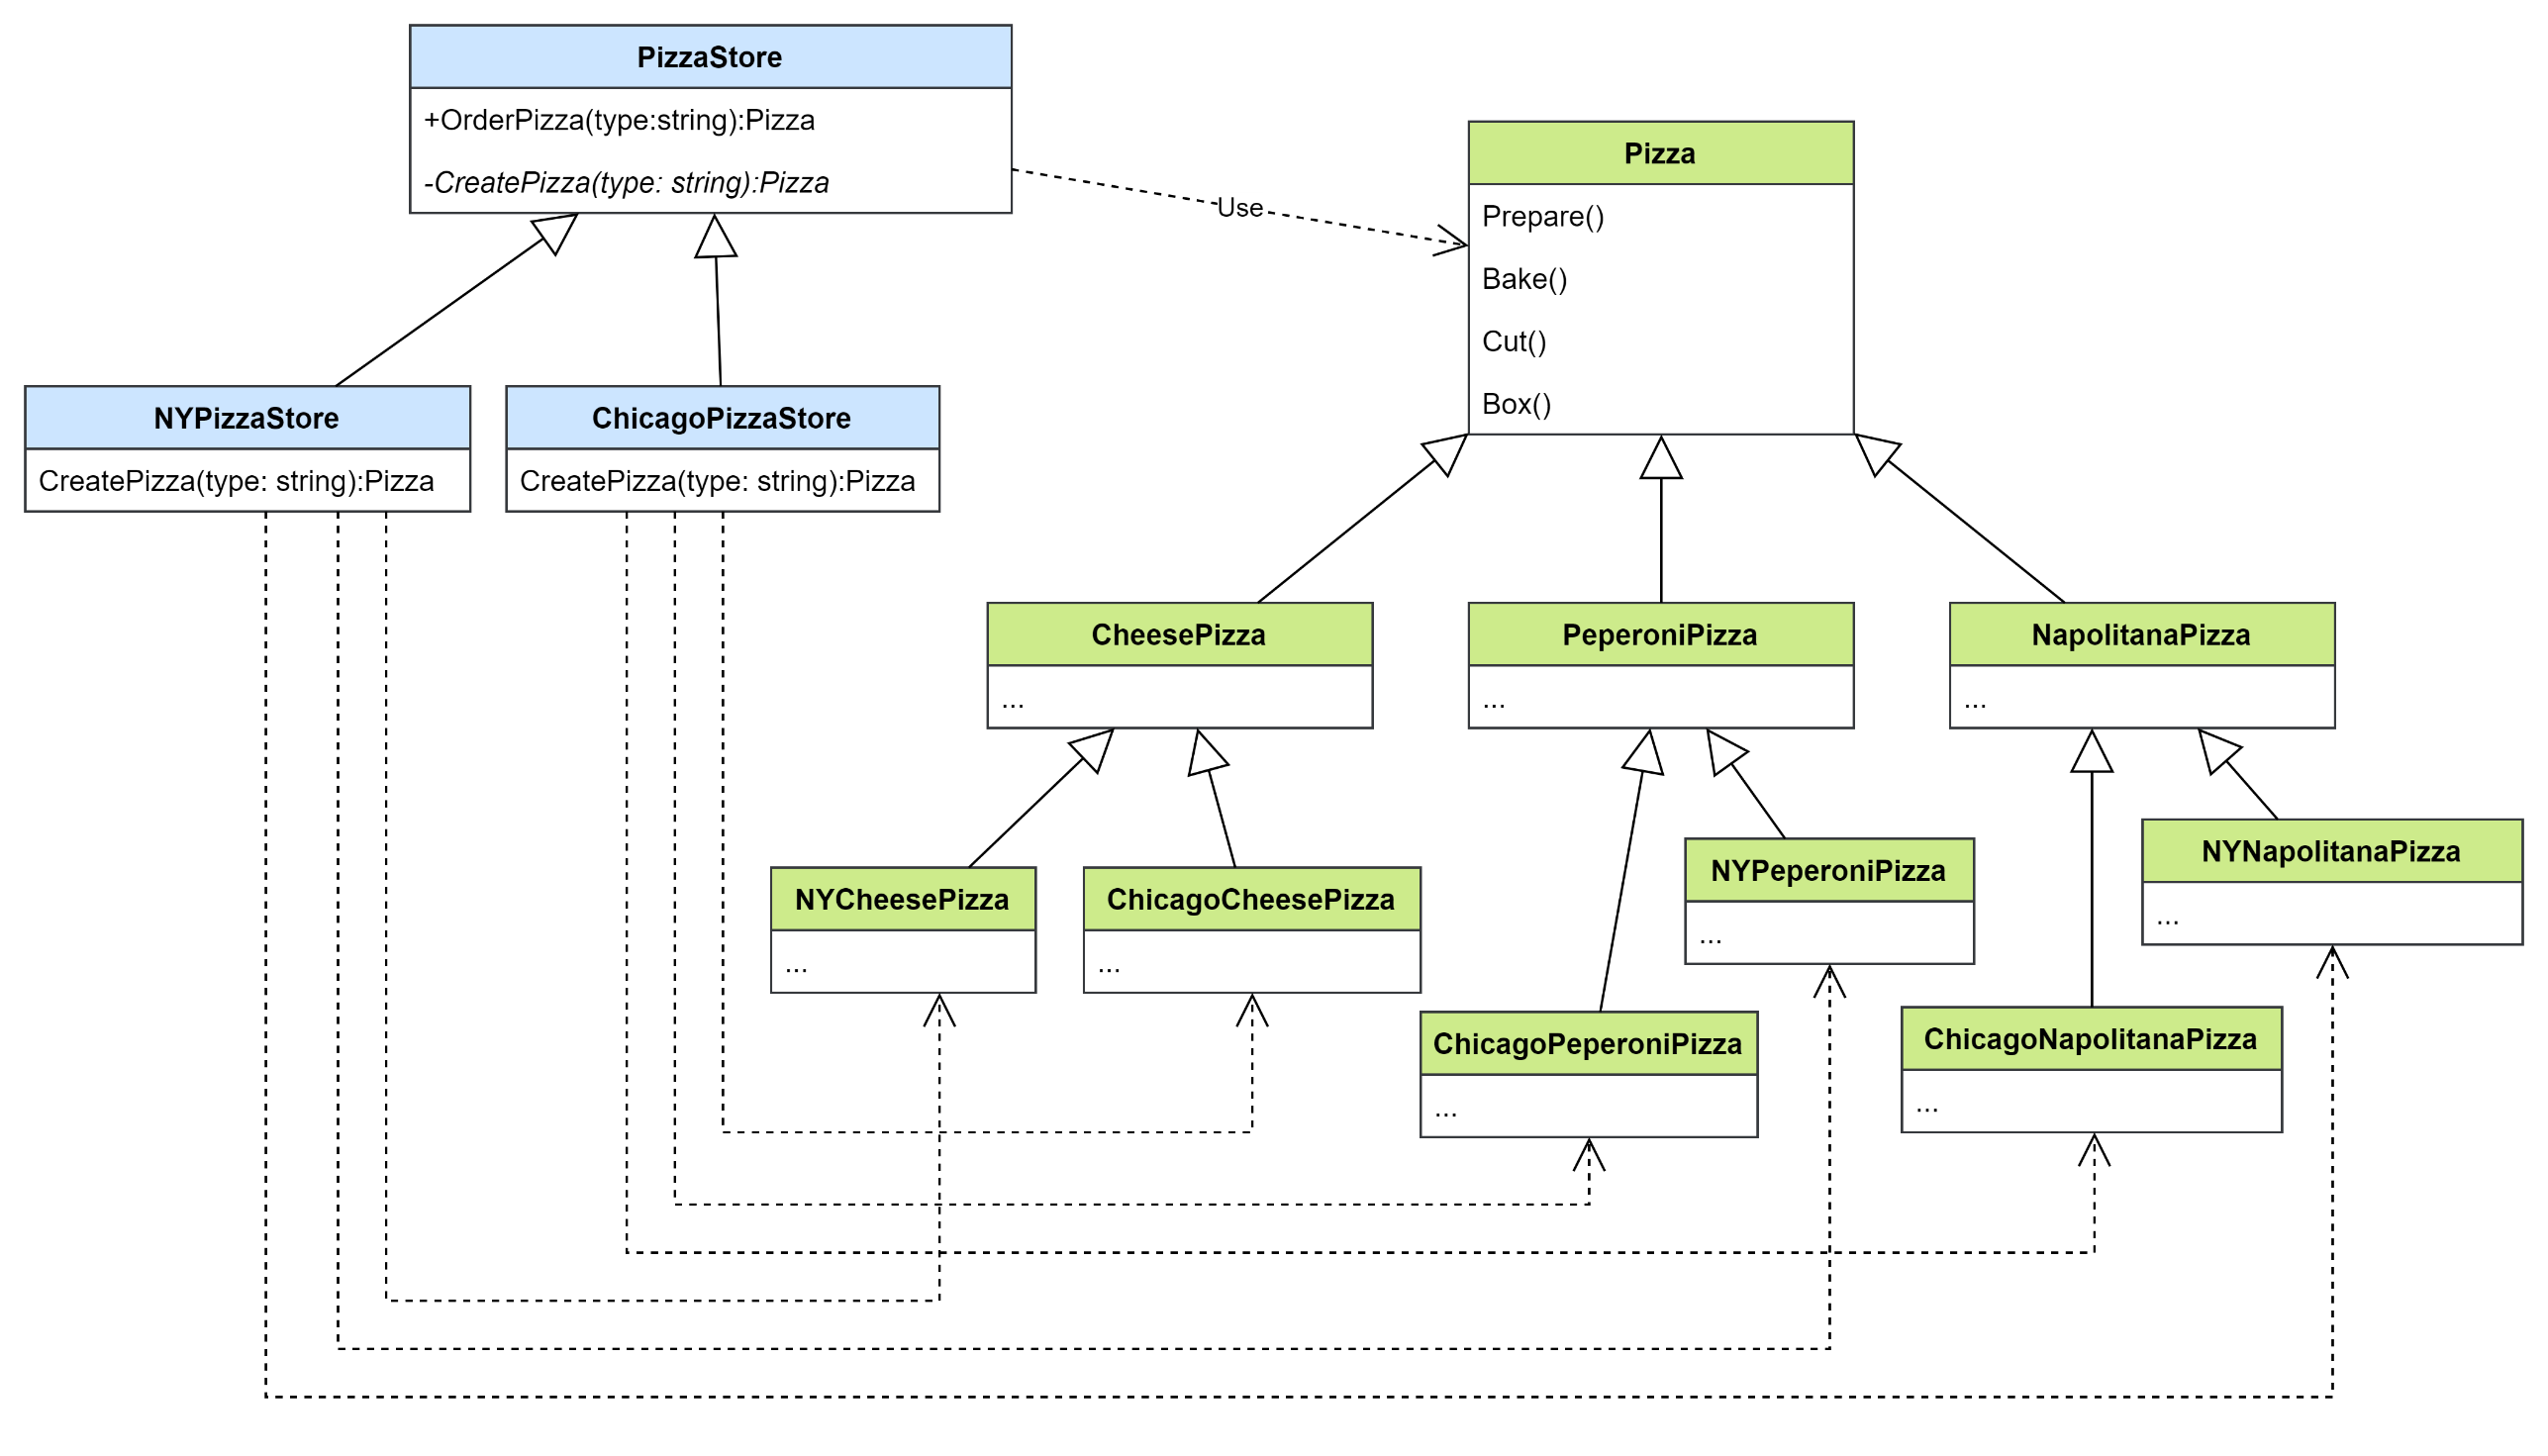 PizzaStore
+OrderPizza(type:string):Pizza
-CreatePizza(type: string):Pizza
Use
Pizza
Prepare()
Bake()
Cut()
Box()
NYPizzaStore
CreatePizza(type: string):Pizza
ChicagoPizzaStore
CreatePizza(type: string):Pizza
CheesePizza
...
PeperoniPizza
...
NapolitanaPizza
...
NYCheesePizza
...
ChicagoCheesePizza
...
ChicagoPeperoniPizza
...
NYPeperoniPizza
...
ChicagoNapolitanaPizza
...
NYNapolitanaPizza
...